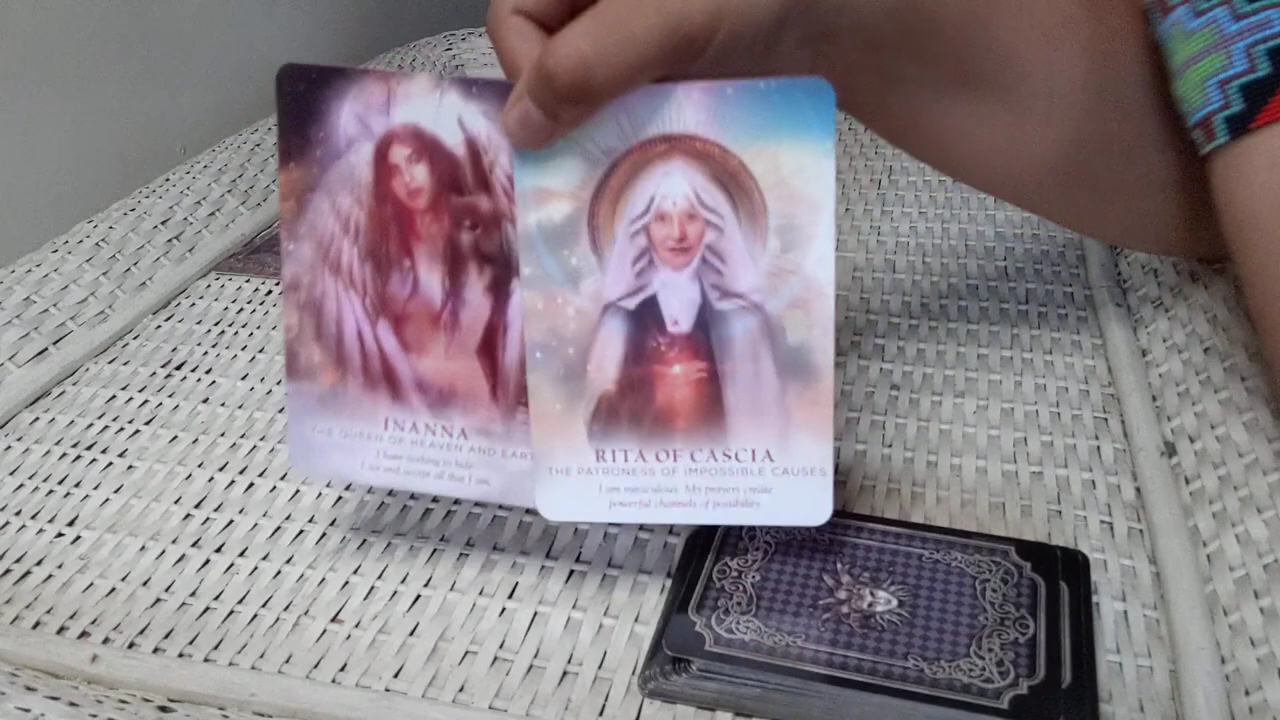 INANNA
THE QUEEN OF HEAVEN AND EART
I have nothing to hide.
I see and accept all that I am.
RITA OF CASCIA
THE PATRONESS OF IMPOSSIBLE CAUSES
I am miraculous. My prayers create
powerful channels of possibility.